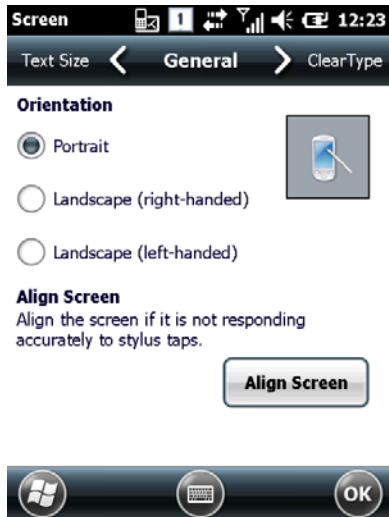 Screen 1 12:23
Text Size General ClearType
Orientation
Portrait
Landscape (right-handed)
Landscape (left-handed)
Align Screen
Align the screen if it is not responding
accurately to stylus taps.
Align Screen
OK